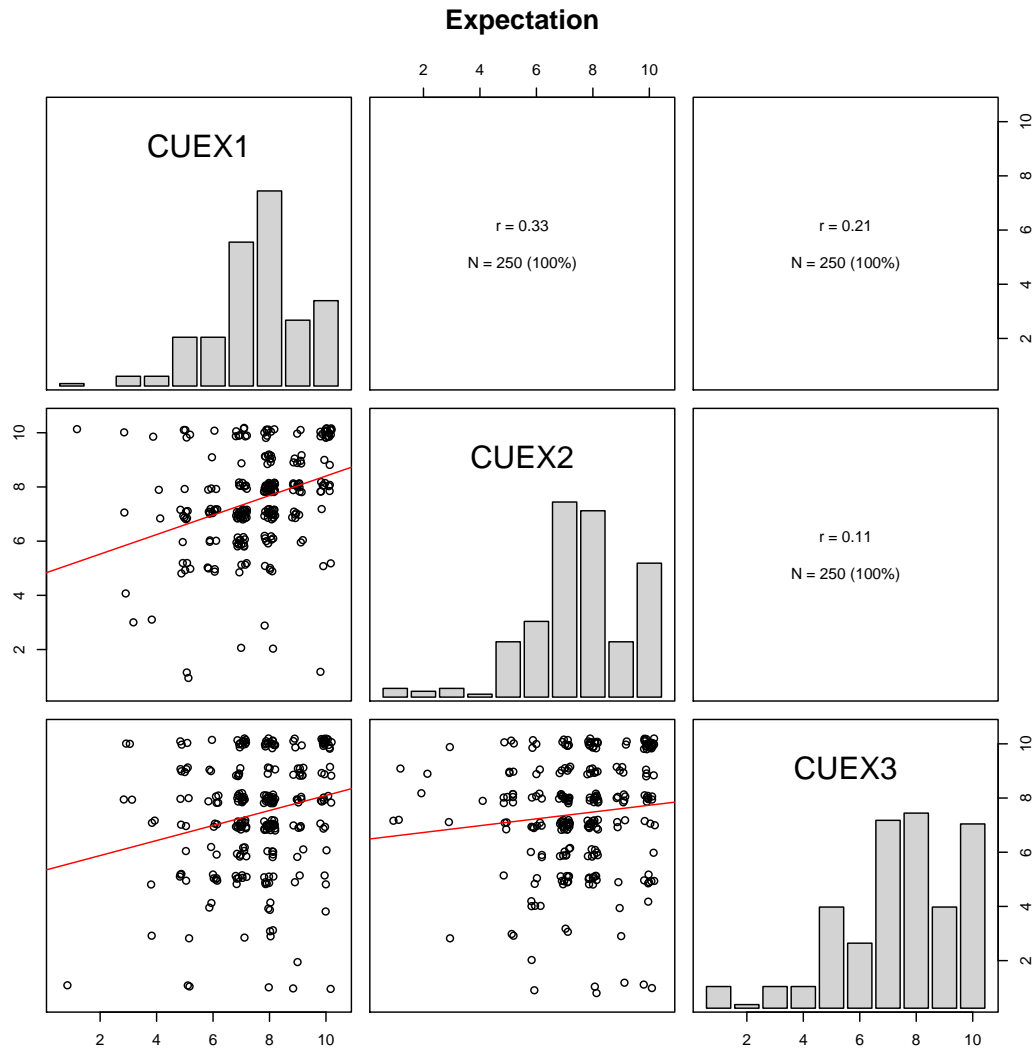 Expectation
2 4 6 8 10
CUEX1
r = 0.33
N = 250 (100%)
r = 0.21
N = 250 (100%)
10
8
6
4
2
10
8
6
4
2
CUEX2
r = 0.11
N = 250 (100%)
CUEX3
10
8
6
4
2
2 4 6 8 10
2 4 6 8 10